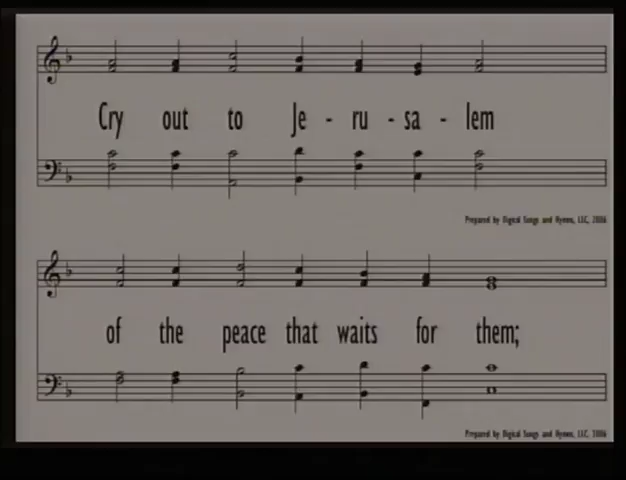 Cry out to Je - ru - sa - lem
Prepared by Digital Songs and Hymns, LLC, 2006
of the peace that waits for them;
Prepared by Digital Songs and Hymns, LLC, 2006